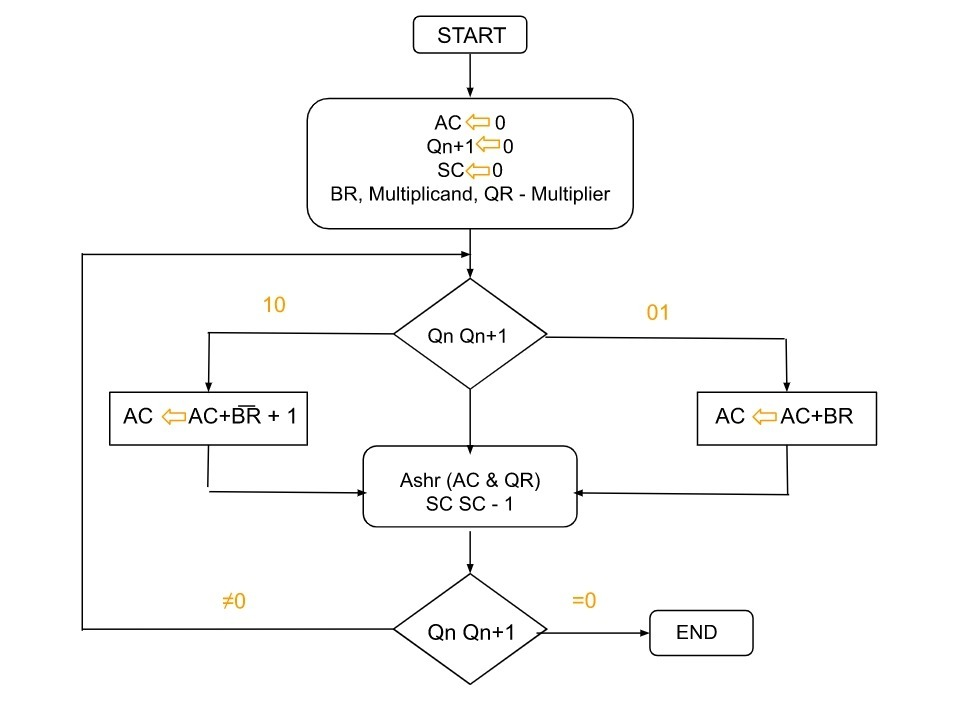 START
AC ⇦ 0
Qn+1 ⇦ 0
SC ⇦ 0
BR, Multiplicand, QR - Multiplier
10
01
Qn Qn+1
AC ⇦ AC+B̅R̅ + 1
AC ⇦ AC+BR
Ashr (AC & QR)
SC SC - 1
≠0
=0
Qn Qn+1
END